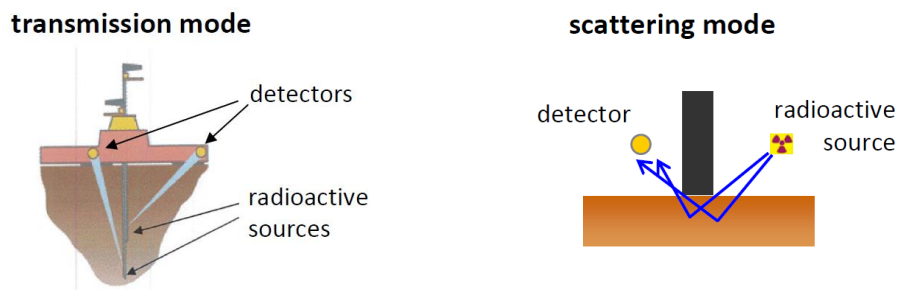 transmission mode
detectors
radioactive
sources
scattering mode
detector
radioactive
source